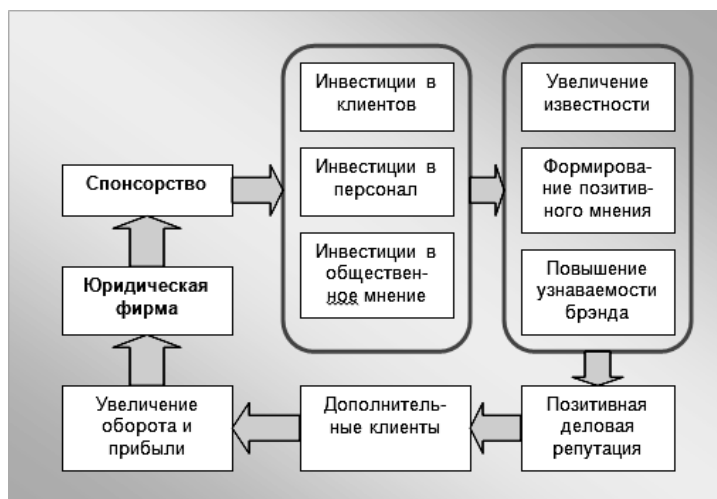 Инвестиции в
клиентов
Увеличение
известности
Спонсорство
Инвестиции в
персонал
Формирова-
ние позитив-
ного мнения
Юридическая
фирма
Инвестиции в
обществен-
ное мнение
Повышение
узнаваемости
брэнда
Увеличение
оборота и
прибыли
Дополнитель-
ные клиенты
Позитивная
деловая
репутация